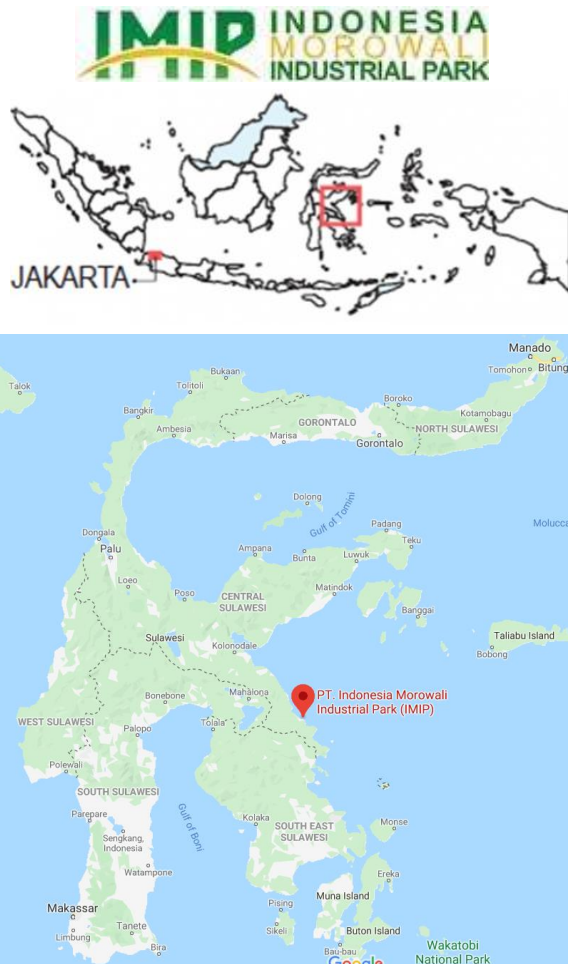 IMIP
INDONESIA
MOROWALI
INDUSTRIAL PARK
JAKARTA
Manado
Talok
Bukaan
Tomohon
Bitung
Tolitoli
Boroko
Bangkir
Kotamobagu
GORONTALO
Ambesia
Marisa
NORTH SULAWESI
Gorontalo
Dolong
Gulf of Tomini
Padang
Molucca
Dongala
Teku
Palu
Ampana
Bunta
Luwuk
Loeo
Matindok
Poso
CENTRAL
SULAWESI
Banggai
Sulawesi
Taliabu Island
Kolonodale
Bobong
Mahalona
PT. Indonesia Morowali
Industrial Park (IMIP)
Bonebone
WEST SULAWESI
Tolala
Palopo
Polewali
SOUTH SULAWESI
Parepare
Gulf of Boni
Kolaka
SOUTH EAST
SULAWESI
Monse
Sengkang,
Indonesia
Watampone
Ereka
Muna Island
Makassar
Pising
Tanete
Limbung
Sikeli
Buton Island
Bira
Bau-bau
Wakatobi
National Park
Google